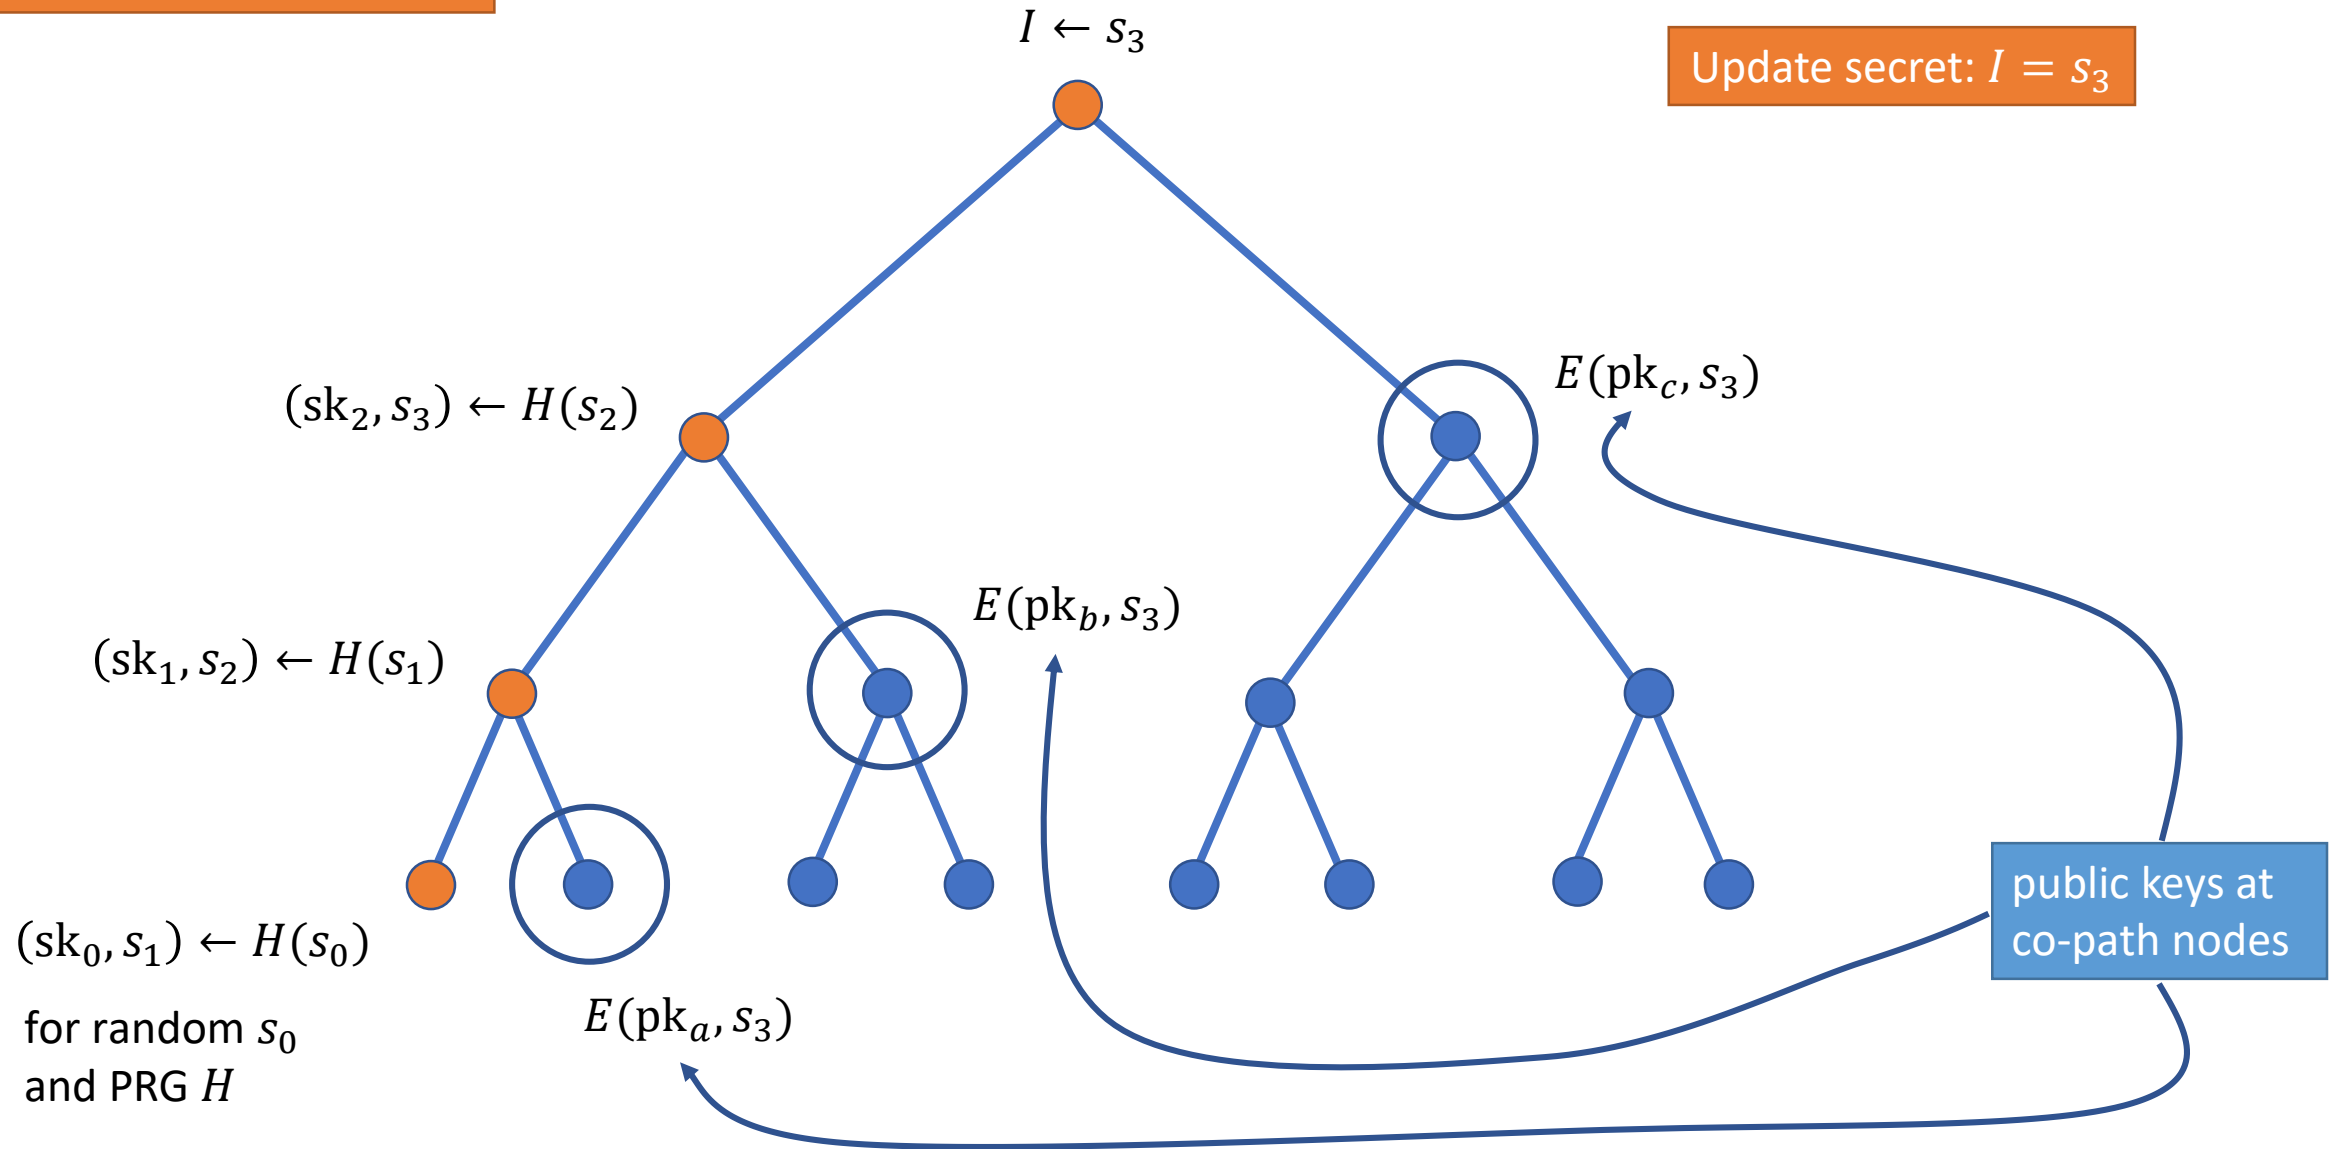 I ← s₃
Update secret: I = s₃
(sk₂, s₃) ← H(s₂)
E(pk_c, s₃)
(sk₁, s₂) ← H(s₁)
E(pk_b, s₃)
(sk₀, s₁) ← H(s₀)
for random s₀
and PRG H
E(pk_a, s₃)
public keys at
co-path nodes